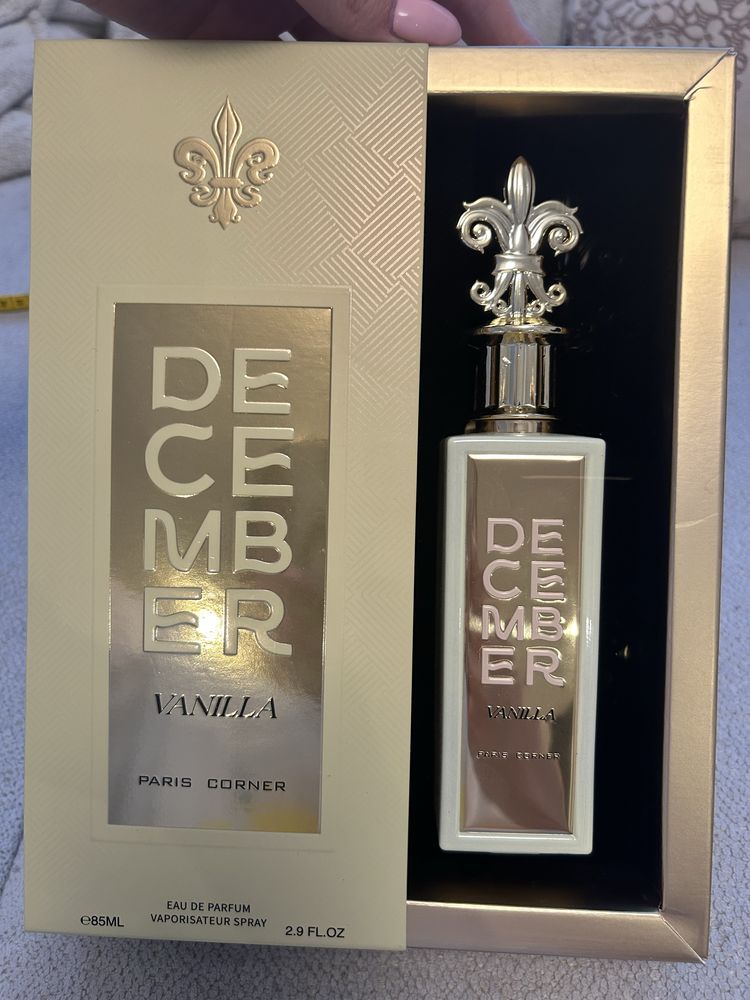 DE
CE
MB
ER
VANILLA
PARIS CORNER
EAU DE PARFUM
VAPORISATEUR SPRAY
℮85ML
2.9 FL.OZ
DE
CE
MB
ER
VANILLA
PARIS CORNER